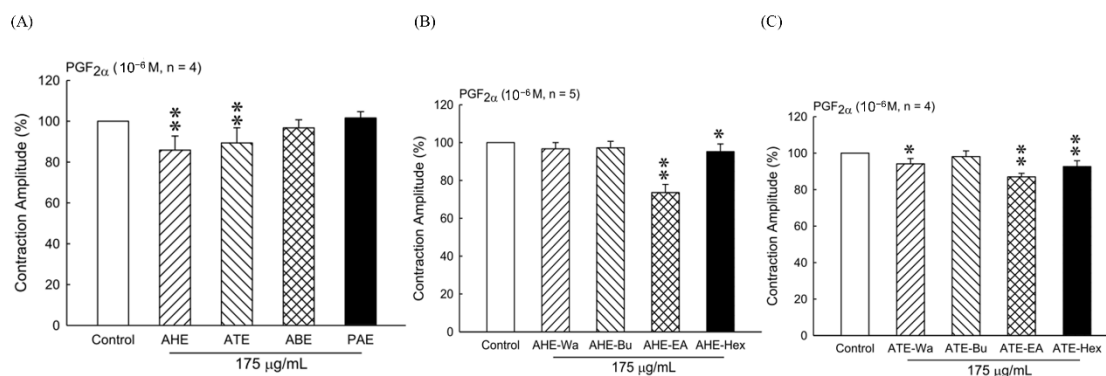 (A)
PGF2α (10⁻⁶ M, n = 4)
Contraction Amplitude (%)
120
100
80
60
40
20
0
**
**
Control AHE ATE ABE PAE
175 μg/mL
(B)
PGF2α (10⁻⁶ M, n = 5)
Contraction Amplitude (%)
120
100
80
60
40
20
0
**
*
Control AHE-Wa AHE-Bu AHE-EA AHE-Hex
175 μg/mL
(C)
PGF2α (10⁻⁶M, n = 4)
Contraction Amplitude (%)
120
100
80
60
40
20
0
*
**
**
Control ATE-Wa ATE-Bu ATE-EA ATE-Hex
175 μg/mL